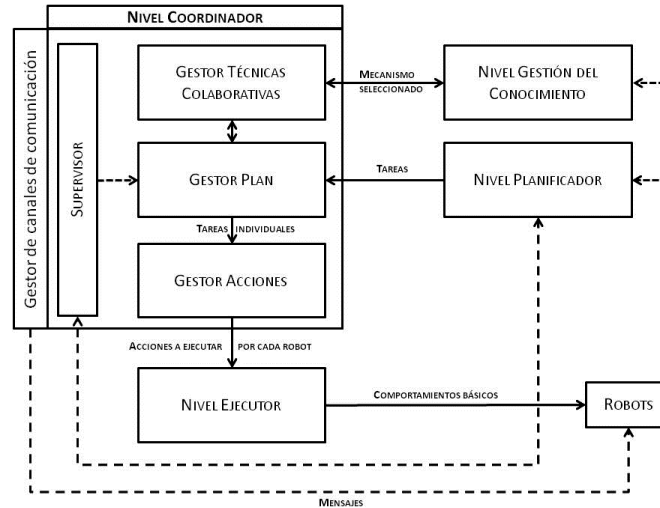 NIVEL COORDINADOR
Gestor de canales de comunicación
SUPERVISOR
GESTOR TÉCNICAS
COLABORATIVAS
MECANISMO
SELECCIONADO
NIVEL GESTIÓN DEL
CONOCIMIENTO
GESTOR PLAN
TAREAS
NIVEL PLANIFICADOR
TAREAS INDIVIDUALES
GESTOR ACCIONES
ACCIONES A EJECUTAR POR CADA ROBOT
NIVEL EJECUTOR
COMPORTAMIENTOS BÁSICOS
ROBOTS
MENSAJES